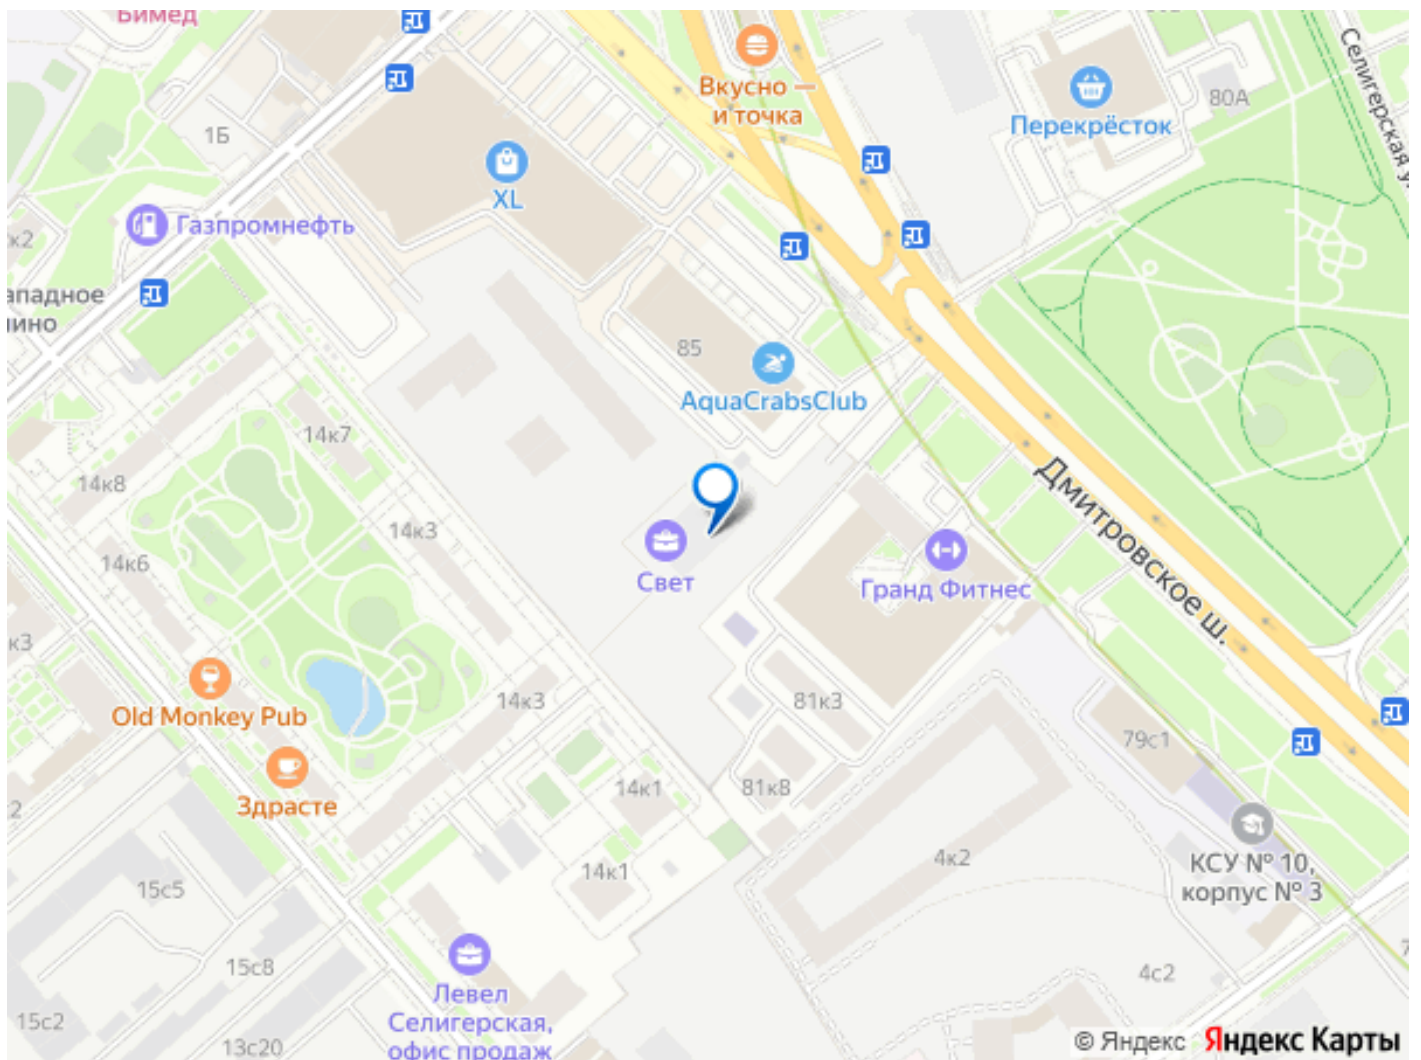 Бимед
1Б
Вкусно —
и точка
Перекрёсток
80А
Селигерская у
XL
Газпромнефть
к2
ападное
ино
85
AquaCrabsClub
14к7
14к8
14к3
14к6
Свет
Гранд Фитнес
Дмитровское ш.
к3
Old Monkey Pub
14к3
81к3
79с1
Здрасте
2
14к1
81к8
4к2
14к1
КСУ № 10,
корпус № 3
15с5
15с8
Левел
Селигерская,
офис продаж
4с2
7
15с2
13с20
© Яндекс Яндекс Карты